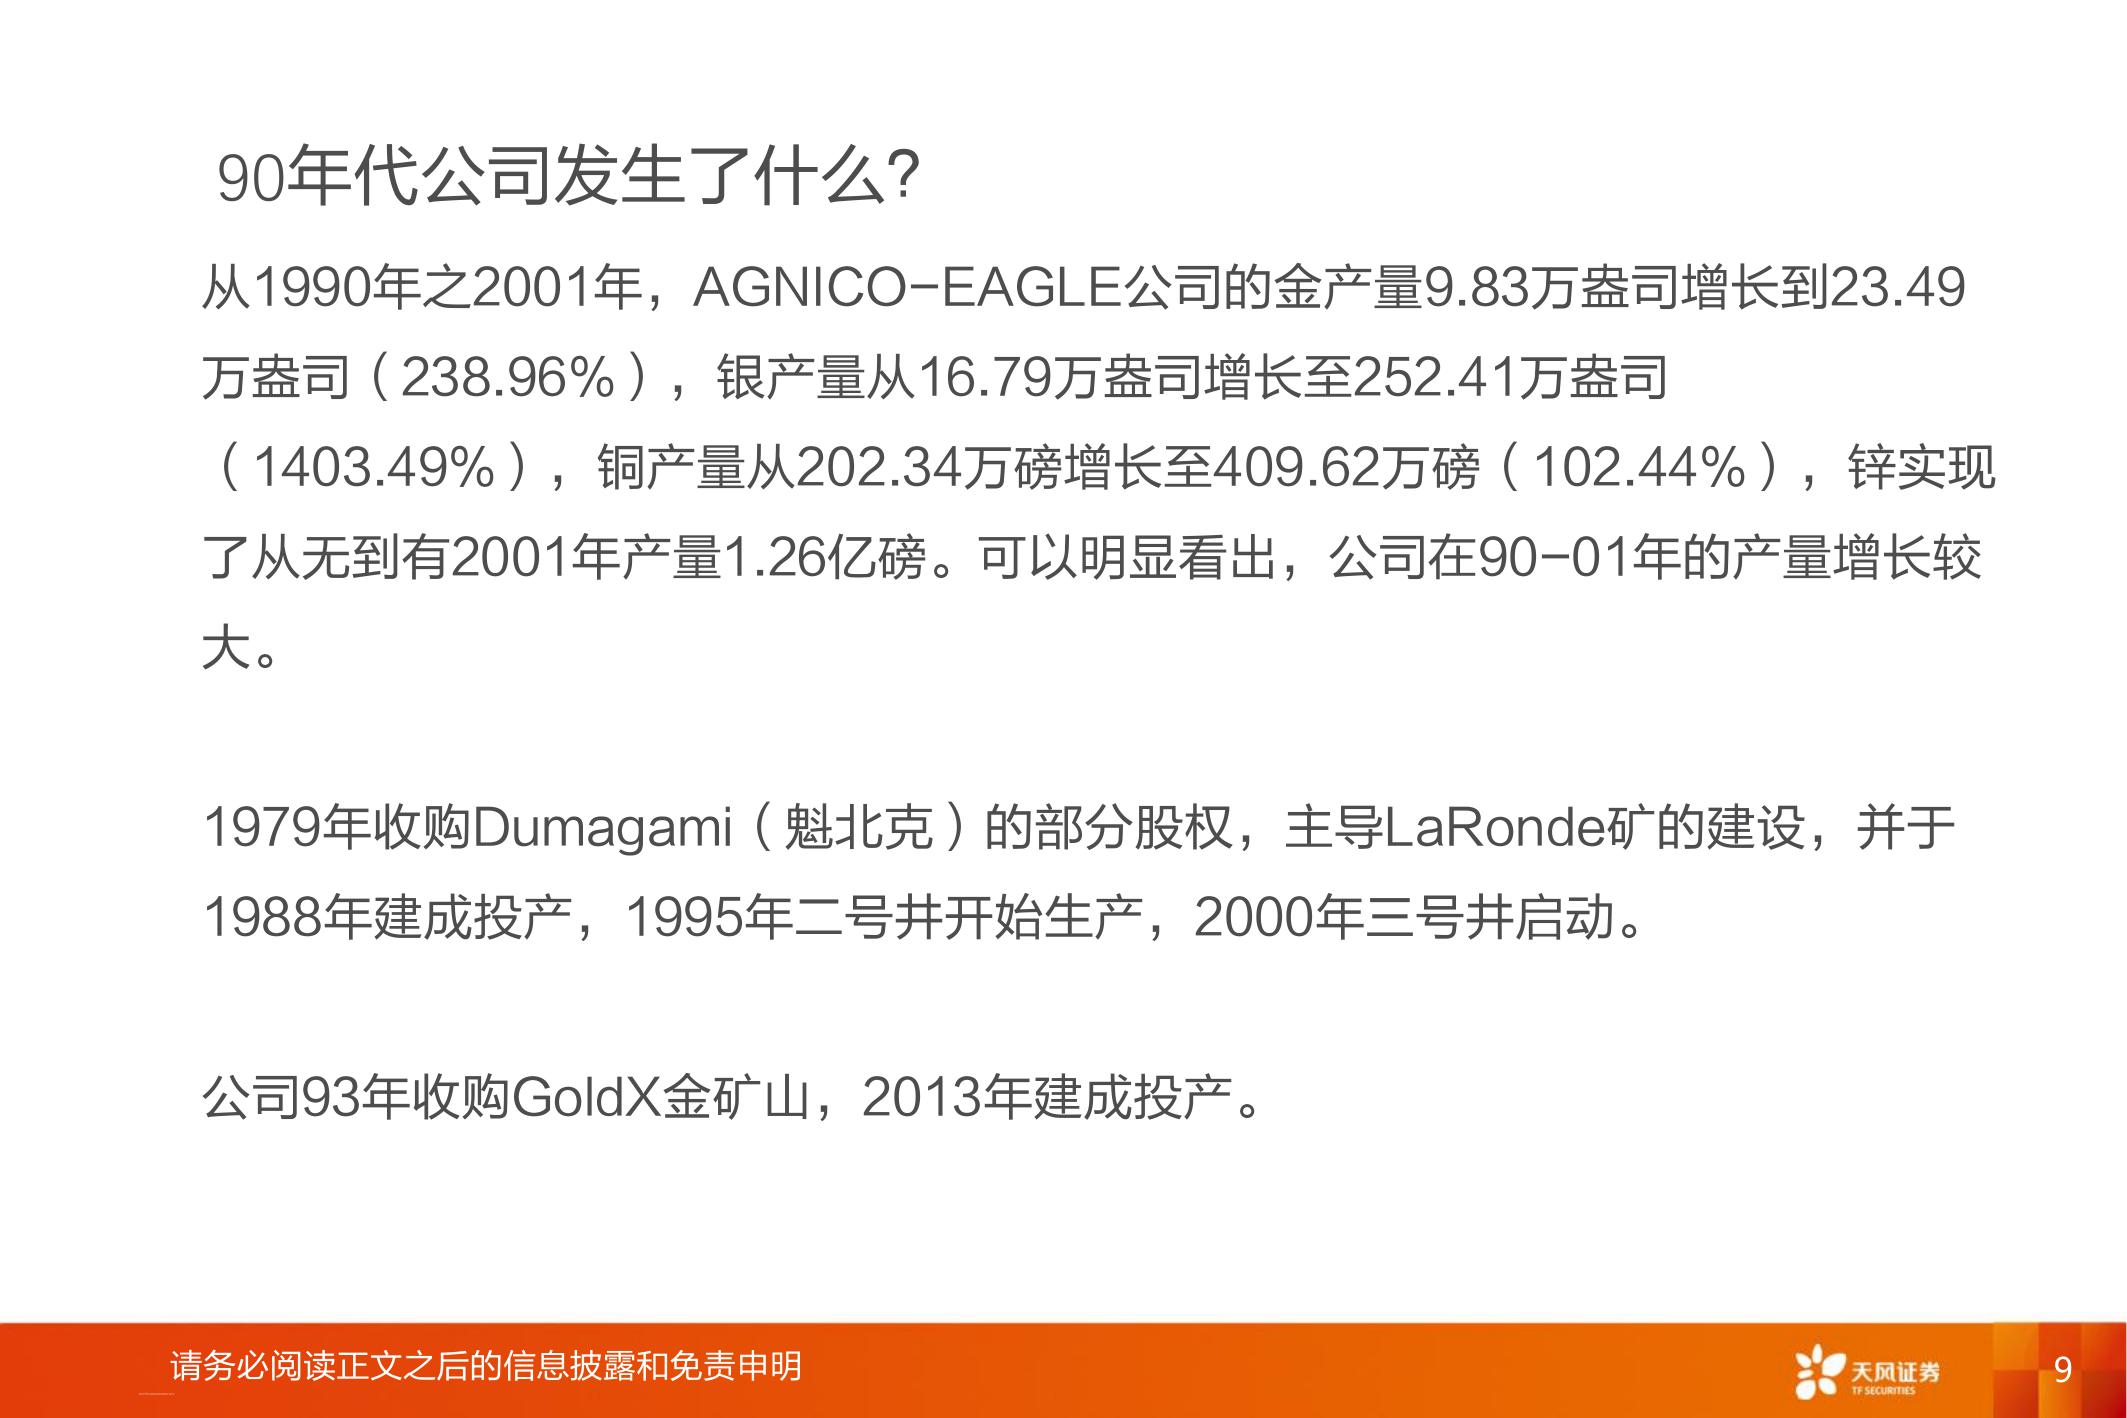 90年代公司发生了什么？
从1990年之2001年，AGNICO-EAGLE公司的金产量9.83万盎司增长到23.49
万盎司（238.96%），银产量从16.79万盎司增长至252.41万盎司
（1403.49%），铜产量从202.34万磅增长至409.62万磅（102.44%），锌实现
了从无到有2001年产量1.26亿磅。可以明显看出，公司在90-01年的产量增长较
大。
1979年收购Dumagami（魁北克）的部分股权，主导LaRonde矿的建设，并于
1988年建成投产，1995年二号井开始生产，2000年三号井启动。
公司93年收购GoldX金矿山，2013年建成投产。
请务必阅读正文之后的信息披露和免责申明
天风证券
TF SECURITIES
9